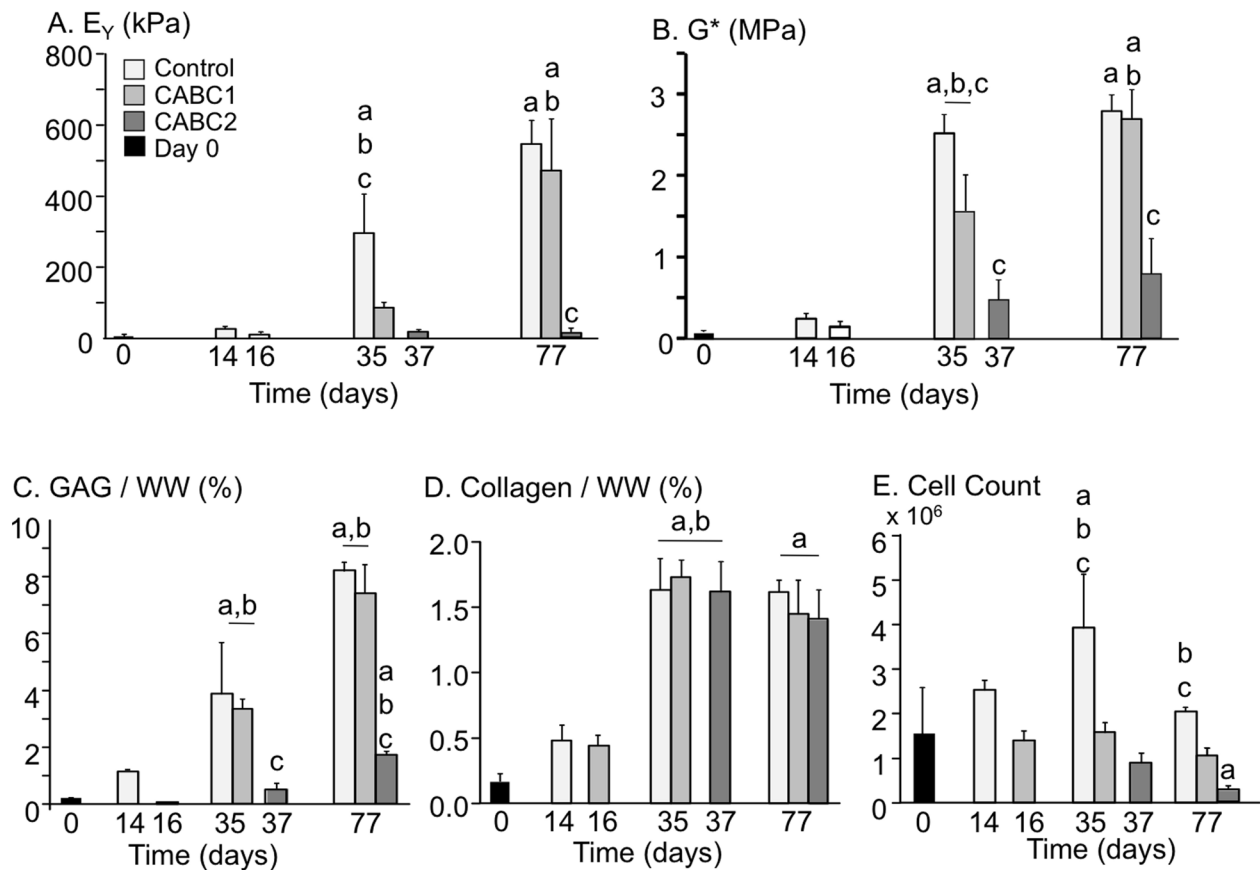 A. E_Y (kPa)
800
600
400
200
0
Control
CABC1
CABC2
Day 0
a
b
c
a
a
b
c
0 14 16 35 37 77
Time (days)
B. G* (MPa)
3
2
1
0
a,b,c
c
a
a
b
c
0 14 16 35 37 77
Time (days)
C. GAG / WW (%)
10
8
6
4
2
0
a,b
c
a,b
a
b
c
0 14 16 35 37 77
Time (days)
D. Collagen / WW (%)
2.0
1.5
1.0
0.5
0.0
a,b
a
0 14 16 35 37 77
Time (days)
E. Cell Count
x 10⁶
6
5
4
3
2
1
0
a
b
c
b
c
a
0 14 16 35 37 77
Time (days)